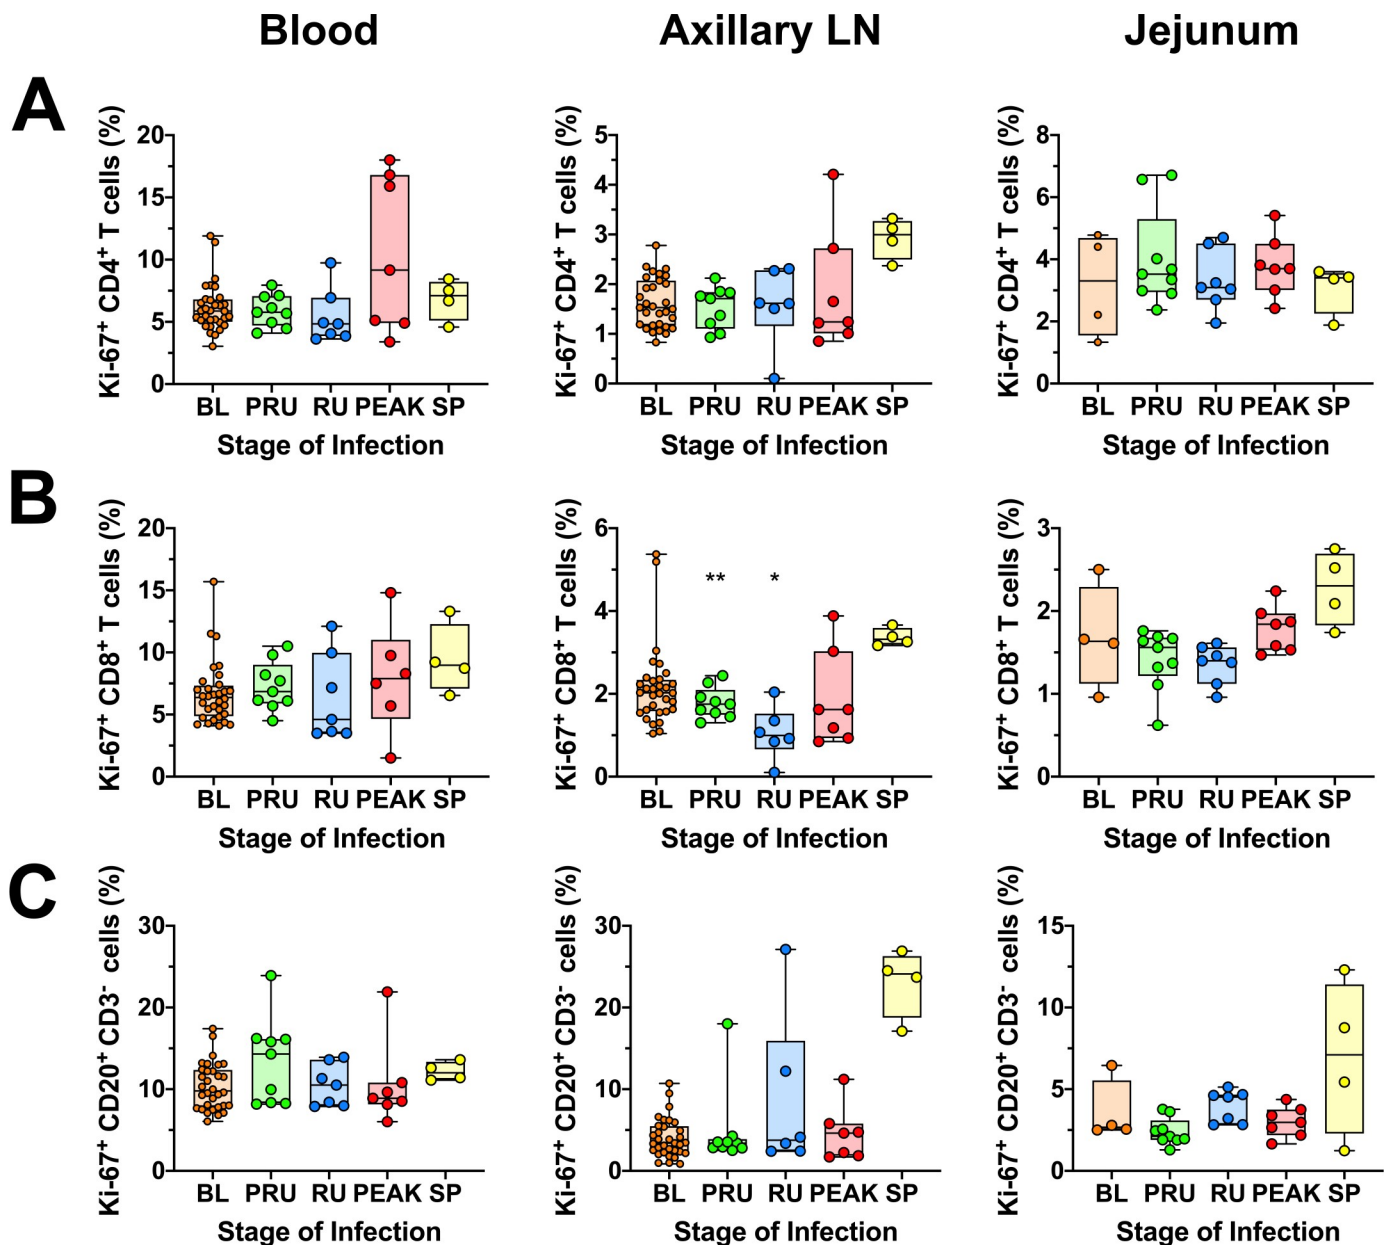 Blood Axillary LN Jejunum
A
Ki-67⁺ CD4⁺ T cells (%)
20
15
10
5
0
BL PRU RU PEAK SP
Stage of Infection
Ki-67⁺ CD4⁺ T cells (%)
5
4
3
2
1
0
BL PRU RU PEAK SP
Stage of Infection
Ki-67⁺ CD4⁺ T cells (%)
8
6
4
2
0
BL PRU RU PEAK SP
Stage of Infection
B
Ki-67⁺ CD8⁺ T cells (%)
20
15
10
5
0
BL PRU RU PEAK SP
Stage of Infection
Ki-67⁺ CD8⁺ T cells (%)
6
4
2
0
** *
BL PRU RU PEAK SP
Stage of Infection
Ki-67⁺ CD8⁺ T cells (%)
3
2
1
0
BL PRU RU PEAK SP
Stage of Infection
C
Ki-67⁺ CD20⁺ CD3⁻ cells (%)
30
20
10
0
BL PRU RU PEAK SP
Stage of Infection
Ki-67⁺ CD20⁺ CD3⁻ cells (%)
30
20
10
0
BL PRU RU PEAK SP
Stage of Infection
Ki-67⁺ CD20⁺ CD3⁻ cells (%)
15
10
5
0
BL PRU RU PEAK SP
Stage of Infection